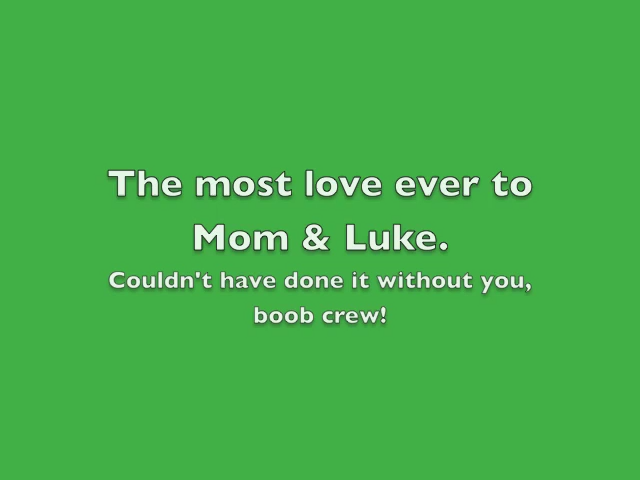 The most love ever to
Mom & Luke.
Couldn't have done it without you,
boob crew!